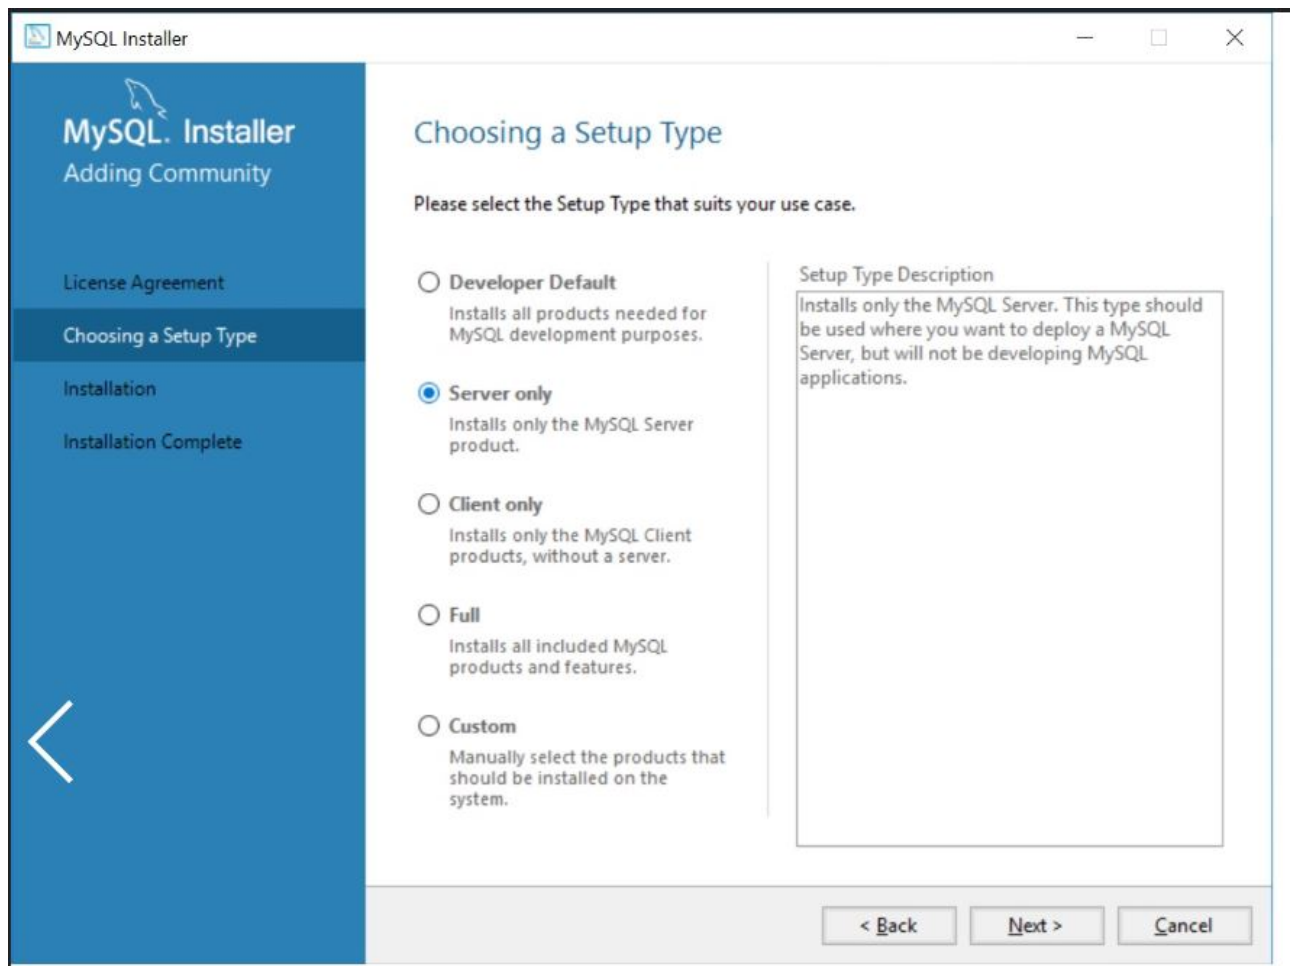 MySQL Installer
MySQL. Installer
Adding Community
License Agreement
Choosing a Setup Type
Installation
Installation Complete
Choosing a Setup Type
Please select the Setup Type that suits your use case.
Developer Default
Installs all products needed for
MySQL development purposes.
Server only
Installs only the MySQL Server
product.
Client only
Installs only the MySQL Client
products, without a server.
Full
Installs all included MySQL
products and features.
Custom
Manually select the products that
should be installed on the
system.
Setup Type Description
Installs only the MySQL Server. This type should
be used where you want to deploy a MySQL
Server, but will not be developing MySQL
applications.
< Back
Next >
Cancel